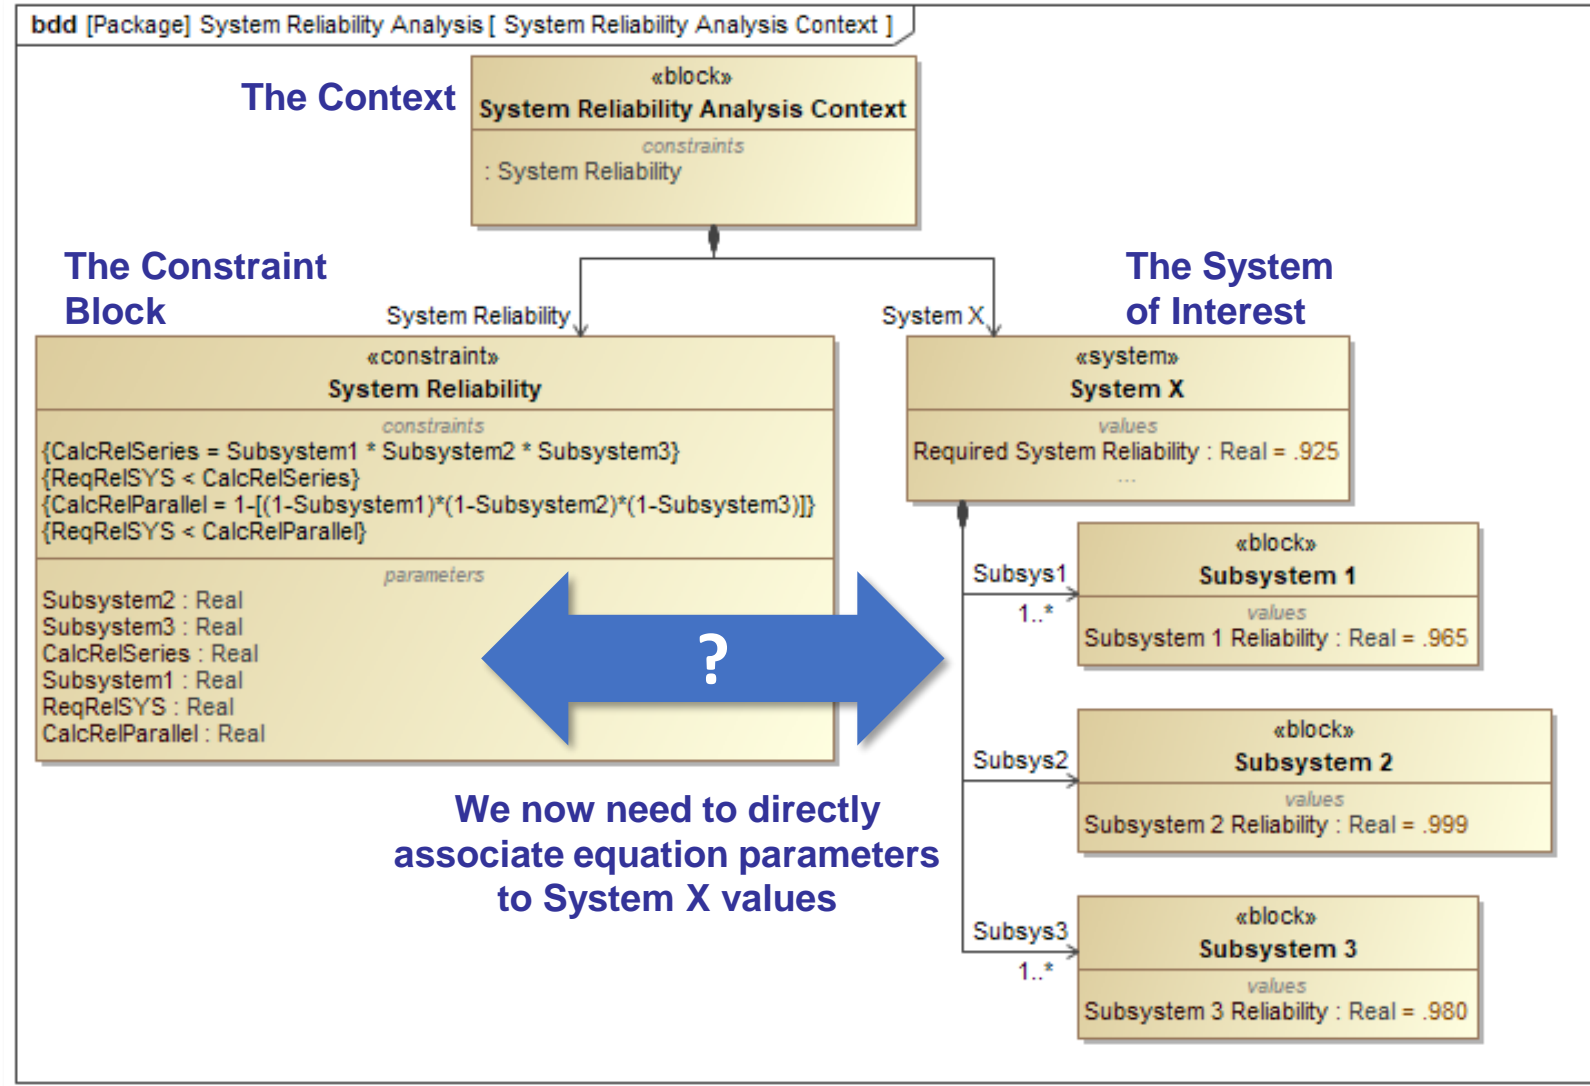 bdd [Package] System Reliability Analysis [ System Reliability Analysis Context ]
The Context
«block»
System Reliability Analysis Context
constraints
: System Reliability
The Constraint
Block
The System
of Interest
System Reliability
System X
«constraint»
System Reliability
constraints
{CalcRelSeries = Subsystem1 * Subsystem2 * Subsystem3}
{ReqRelSYS < CalcRelSeries}
{CalcRelParallel = 1-[(1-Subsystem1)*(1-Subsystem2)*(1-Subsystem3)]}
{ReqRelSYS < CalcRelParallel}
parameters
Subsystem2 : Real
Subsystem3 : Real
CalcRelSeries : Real
Subsystem1 : Real
ReqRelSYS : Real
CalcRelParallel : Real
«system»
System X
values
Required System Reliability : Real = .925
...
?
We now need to directly
associate equation parameters
to System X values
Subsys1
1..*
«block»
Subsystem 1
values
Subsystem 1 Reliability : Real = .965
Subsys2
«block»
Subsystem 2
values
Subsystem 2 Reliability : Real = .999
Subsys3
1..*
«block»
Subsystem 3
values
Subsystem 3 Reliability : Real = .980